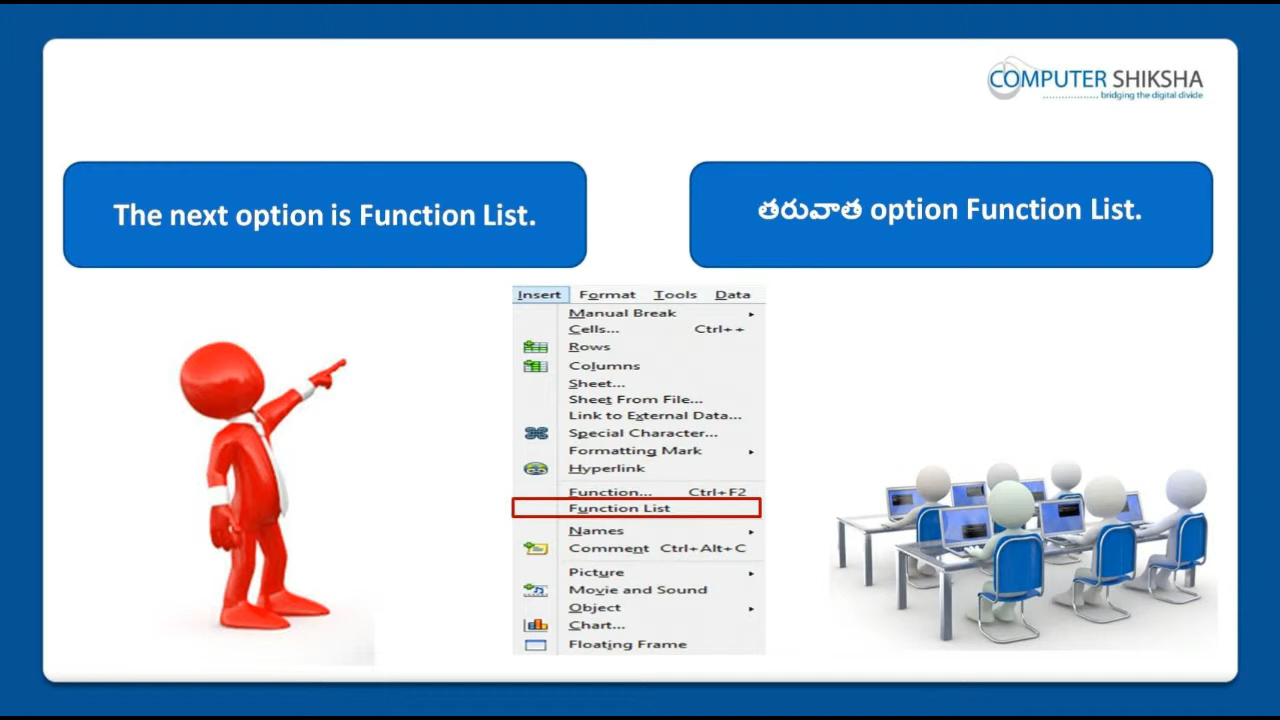 COMPUTER SHIKSHA
.................... bridging the digital divide
The next option is Function List.
తరువాత option Function List.
Insert Format Tools Data
Manual Break
Cells... Ctrl++
Rows
Columns
Sheet...
Sheet From File...
Link to External Data...
Special Character...
Formatting Mark
Hyperlink
Function... Ctrl+F2
Function List
Names
Comment Ctrl+Alt+C
Picture
Movie and Sound
Object
Chart...
Floating Frame